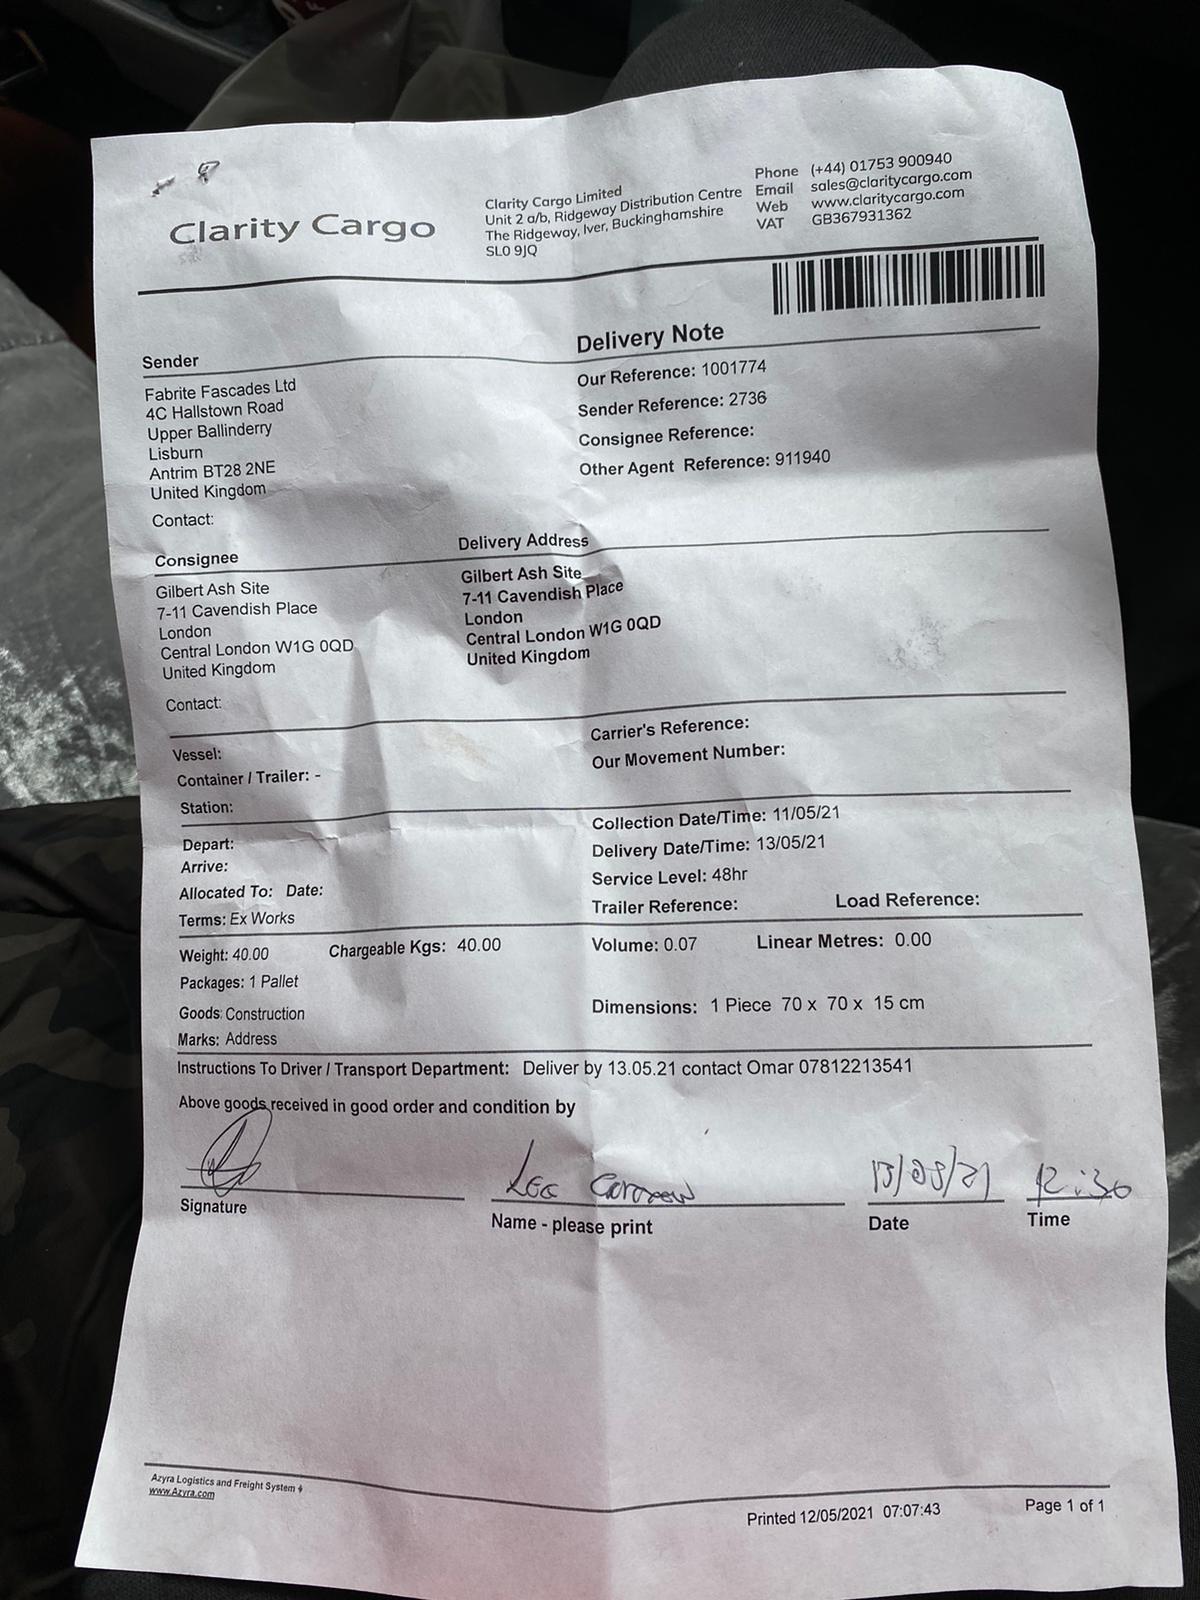 Clarity Cargo
Clarity Cargo Limited
Unit 2 a/b, Ridgeway Distribution Centre
The Ridgeway, Iver, Buckinghamshire
SL0 9JQ
Phone (+44) 01753 900940
Email sales@claritycargo.com
Web www.claritycargo.com
VAT GB367931362
Delivery Note
Sender
Fabrite Fascades Ltd
4C Hallstown Road
Upper Ballinderry
Lisburn
Antrim BT28 2NE
United Kingdom
Contact:
Our Reference: 1001774
Sender Reference: 2736
Consignee Reference:
Other Agent Reference: 911940
Consignee
Gilbert Ash Site
7-11 Cavendish Place
London
Central London W1G 0QD
United Kingdom
Contact:
Delivery Address
Gilbert Ash Site
7-11 Cavendish Place
London
Central London W1G 0QD
United Kingdom
Vessel:
Container / Trailer: -
Station:
Carrier's Reference:
Our Movement Number:
Depart:
Arrive:
Allocated To: Date:
Terms: Ex Works
Collection Date/Time: 11/05/21
Delivery Date/Time: 13/05/21
Service Level: 48hr
Trailer Reference: Load Reference:
Weight: 40.00 Chargeable Kgs: 40.00 Volume: 0.07 Linear Metres: 0.00
Packages: 1 Pallet
Goods: Construction Dimensions: 1 Piece 70 x 70 x 15 cm
Marks: Address
Instructions To Driver / Transport Department: Deliver by 13.05.21 contact Omar 07812213541
Above goods received in good order and condition by
Lee 13/05/21 12:30
Signature Name - please print Date Time
Azyra Logistics and Freight System
www.Azyra.com
Printed 12/05/2021 07:07:43 Page 1 of 1